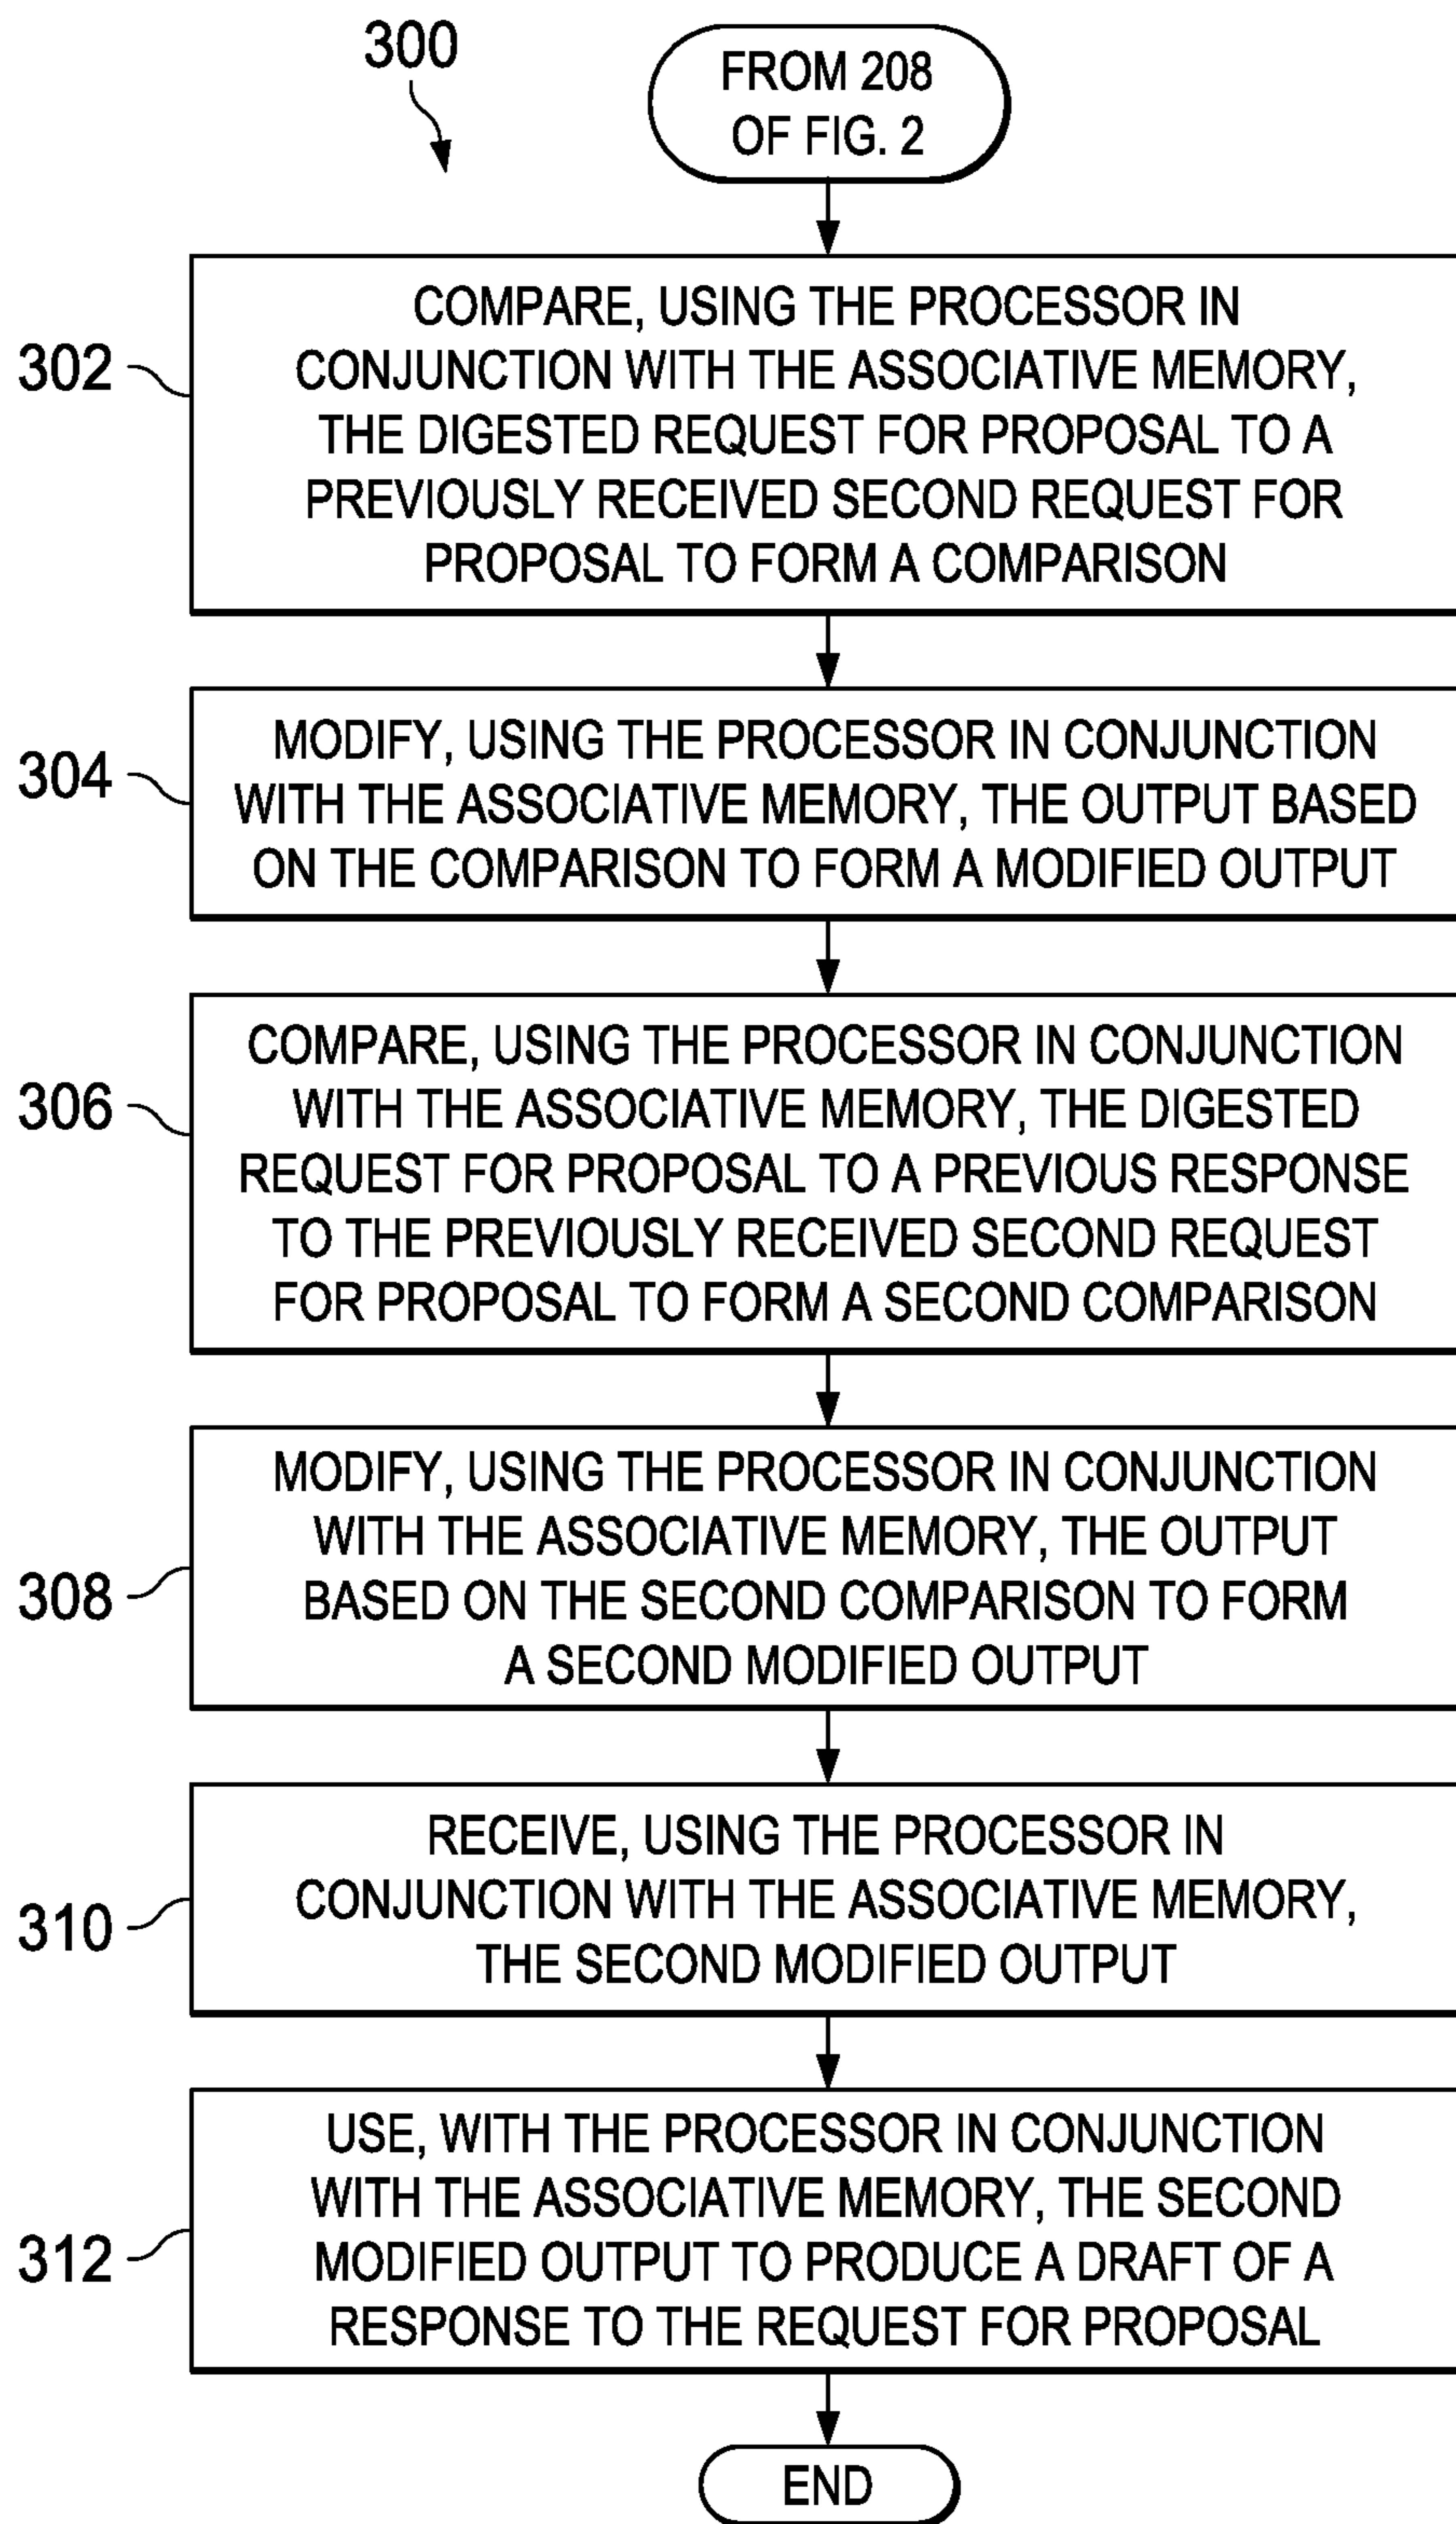 300
FROM 208
OF FIG. 2
302
COMPARE, USING THE PROCESSOR IN
CONJUNCTION WITH THE ASSOCIATIVE MEMORY,
THE DIGESTED REQUEST FOR PROPOSAL TO A
PREVIOUSLY RECEIVED SECOND REQUEST FOR
PROPOSAL TO FORM A COMPARISON
304
MODIFY, USING THE PROCESSOR IN CONJUNCTION
WITH THE ASSOCIATIVE MEMORY, THE OUTPUT BASED
ON THE COMPARISON TO FORM A MODIFIED OUTPUT
306
COMPARE, USING THE PROCESSOR IN CONJUNCTION
WITH THE ASSOCIATIVE MEMORY, THE DIGESTED
REQUEST FOR PROPOSAL TO A PREVIOUS RESPONSE
TO THE PREVIOUSLY RECEIVED SECOND REQUEST
FOR PROPOSAL TO FORM A SECOND COMPARISON
308
MODIFY, USING THE PROCESSOR IN CONJUNCTION
WITH THE ASSOCIATIVE MEMORY, THE OUTPUT
BASED ON THE SECOND COMPARISON TO FORM
A SECOND MODIFIED OUTPUT
310
RECEIVE, USING THE PROCESSOR IN
CONJUNCTION WITH THE ASSOCIATIVE MEMORY,
THE SECOND MODIFIED OUTPUT
312
USE, WITH THE PROCESSOR IN CONJUNCTION
WITH THE ASSOCIATIVE MEMORY, THE SECOND
MODIFIED OUTPUT TO PRODUCE A DRAFT OF A
RESPONSE TO THE REQUEST FOR PROPOSAL
END